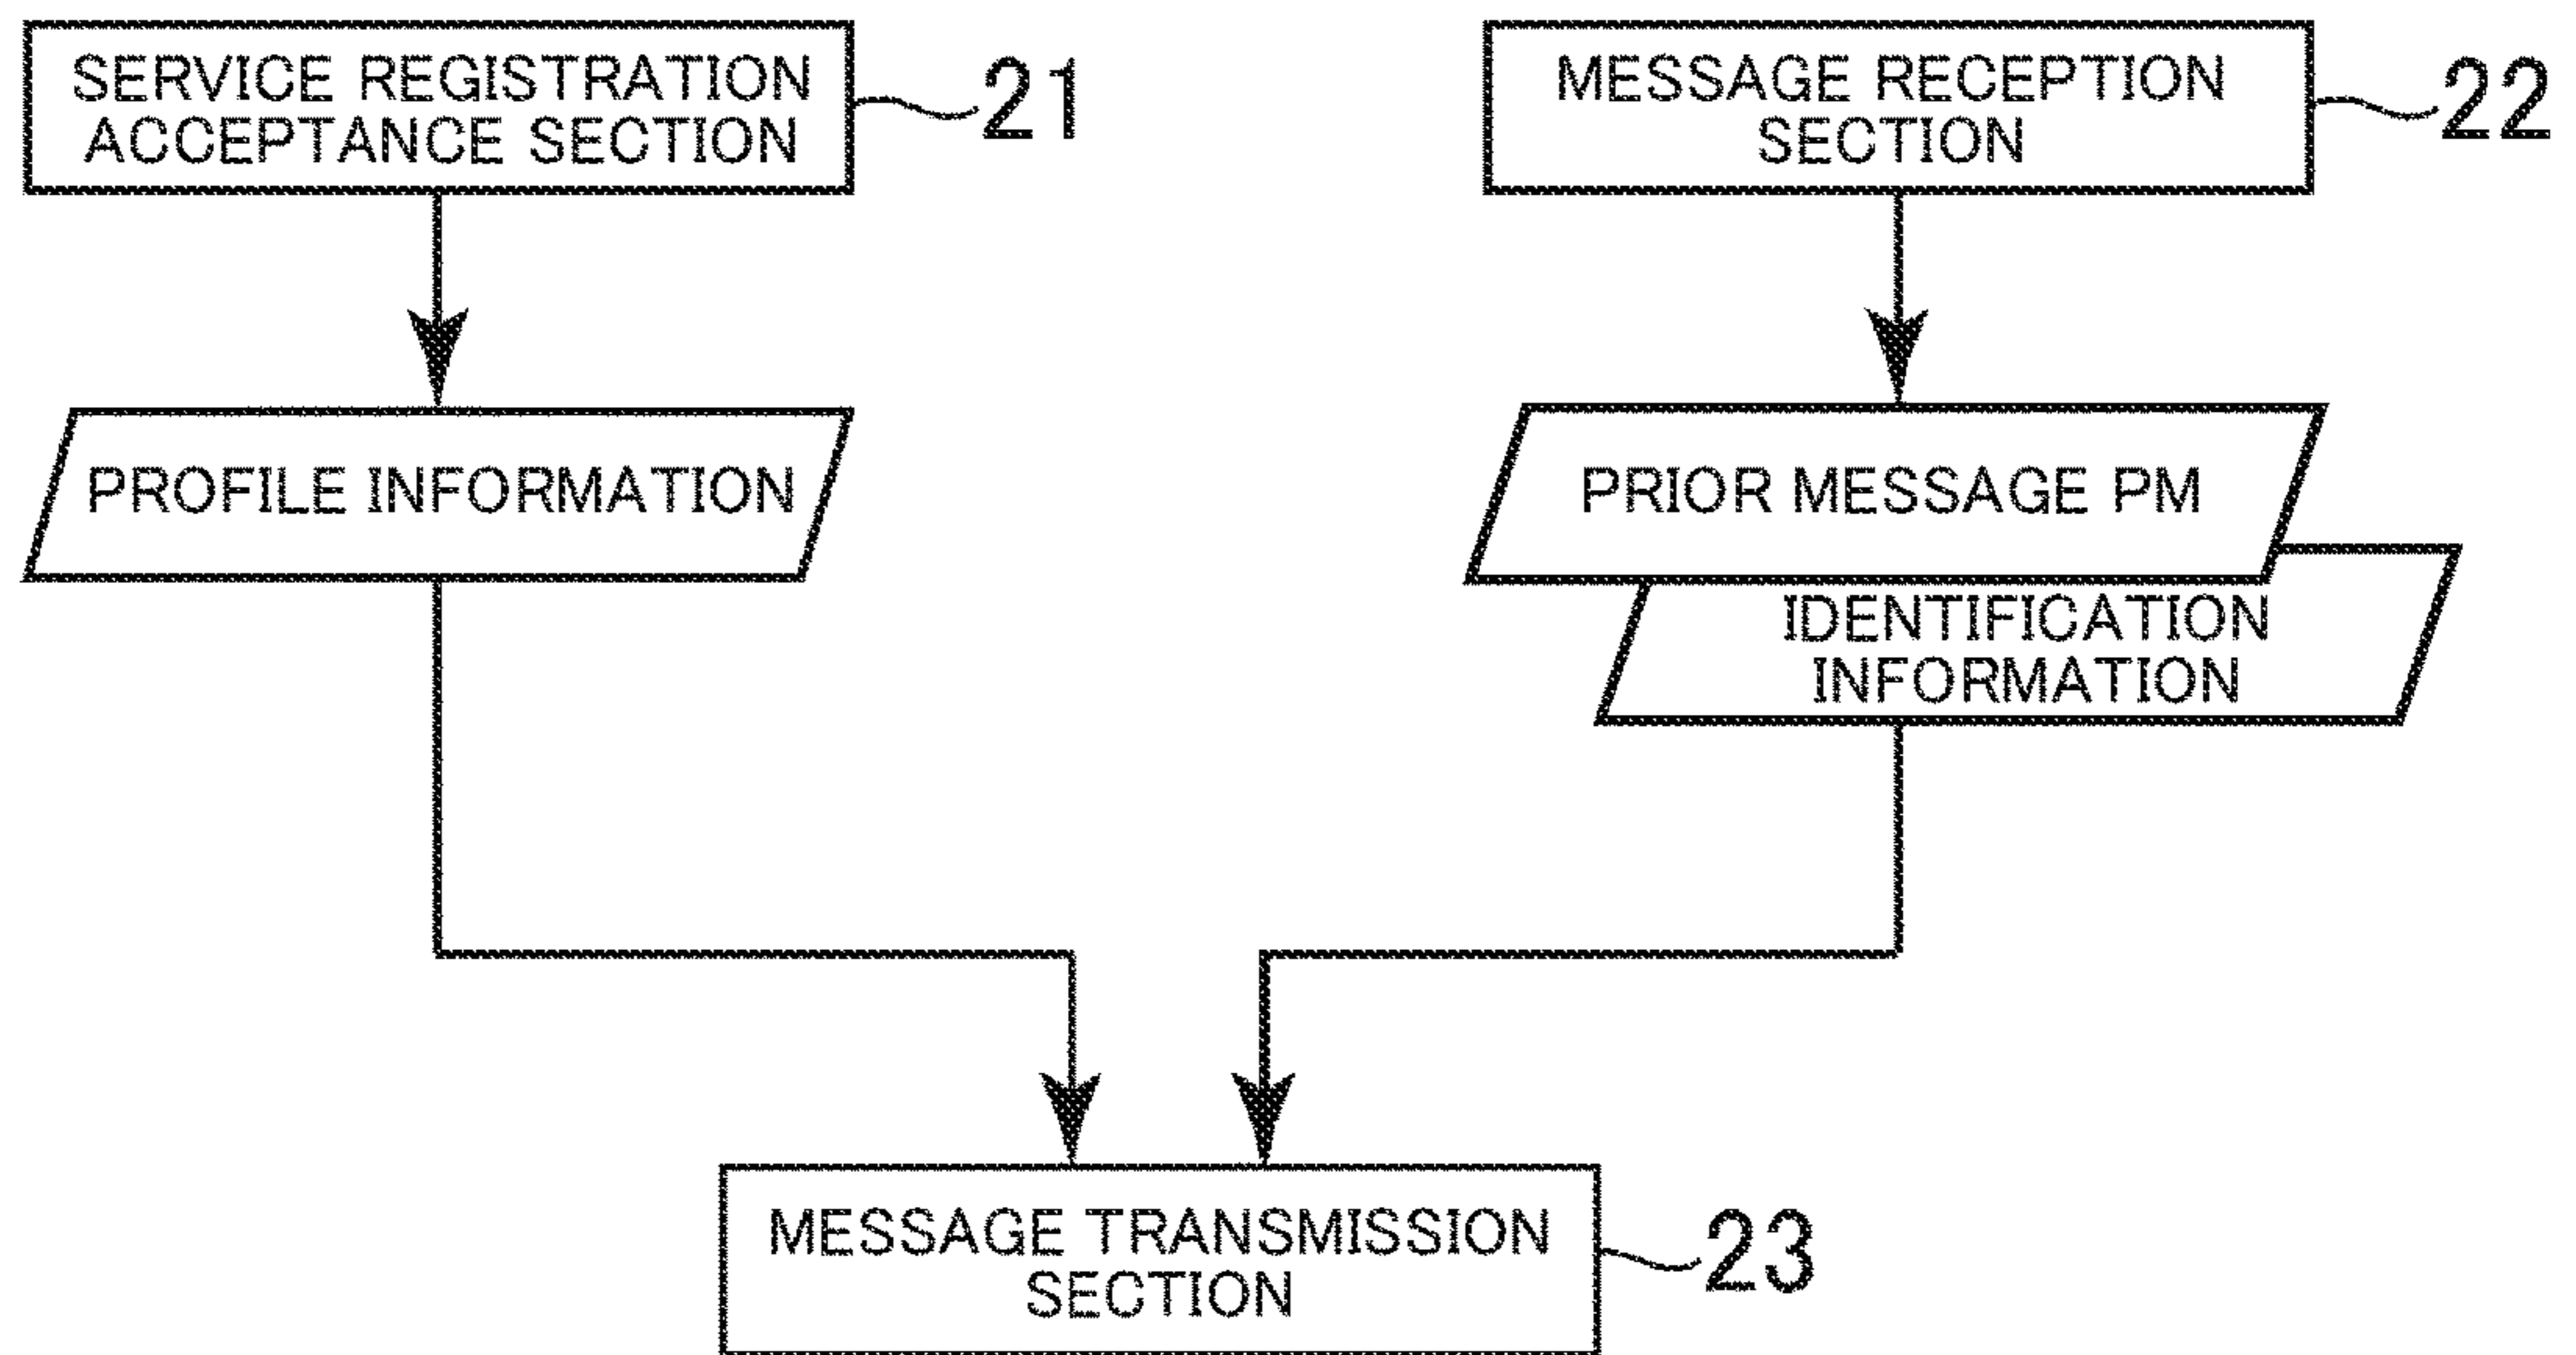 SERVICE REGISTRATION
ACCEPTANCE SECTION
21
MESSAGE RECEPTION
SECTION
22
PROFILE INFORMATION
PRIOR MESSAGE PM
IDENTIFICATION
INFORMATION
MESSAGE TRANSMISSION
SECTION
23